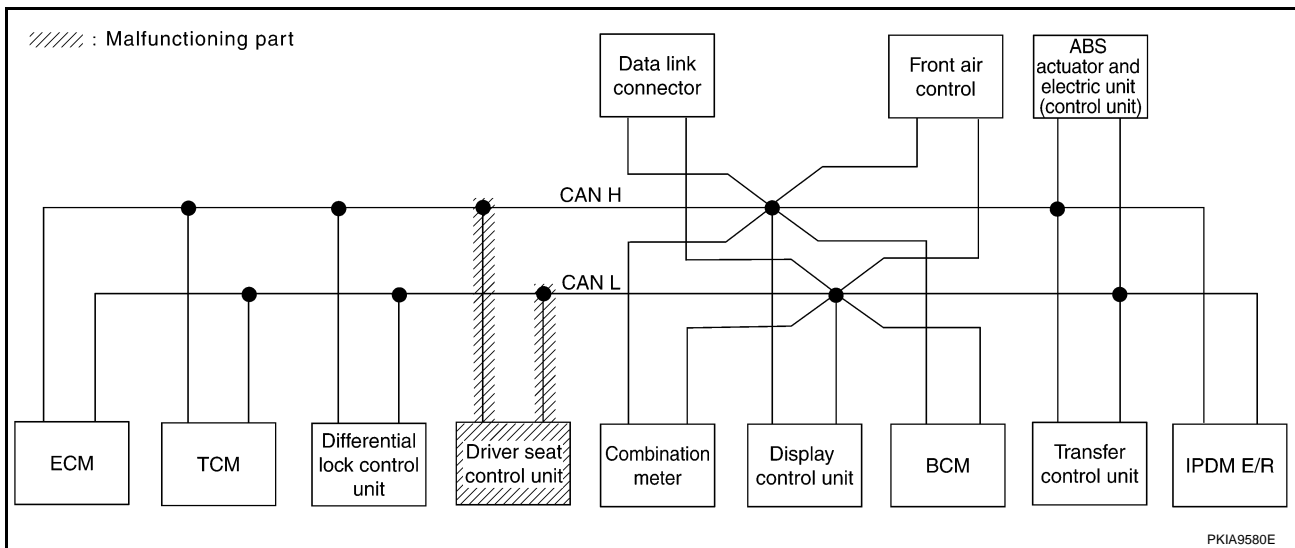 : Malfunctioning part
Data link
connector
Front air
control
ABS
actuator and
electric unit
(control unit)
CAN H
CAN L
ECM
TCM
Differential
lock control
unit
Driver seat
control unit
Combination
meter
Display
control unit
BCM
Transfer
control unit
IPDM E/R
PKIA9580E